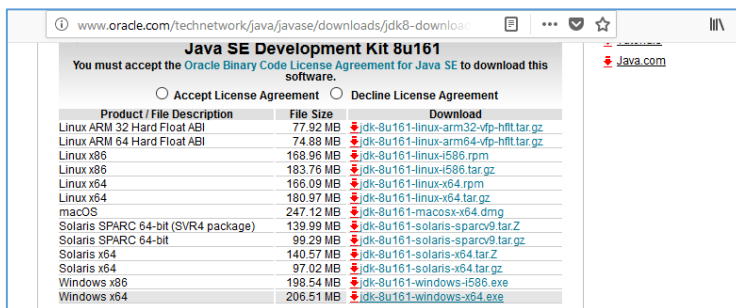 www.oracle.com/technetwork/java/javase/downloads/jdk8-downloa
Java SE Development Kit 8u161
You must accept the Oracle Binary Code License Agreement for Java SE to download this
software.
Accept License Agreement Decline License Agreement
Product / File Description File Size Download
Linux ARM 32 Hard Float ABI 77.92 MB jdk-8u161-linux-arm32-vfp-hflt.tar.gz
Linux ARM 64 Hard Float ABI 74.88 MB jdk-8u161-linux-arm64-vfp-hflt.tar.gz
Linux x86 168.96 MB jdk-8u161-linux-i586.rpm
Linux x86 183.76 MB jdk-8u161-linux-i586.tar.gz
Linux x64 166.09 MB jdk-8u161-linux-x64.rpm
Linux x64 180.97 MB jdk-8u161-linux-x64.tar.gz
macOS 247.12 MB jdk-8u161-macosx-x64.dmg
Solaris SPARC 64-bit (SVR4 package) 139.99 MB jdk-8u161-solaris-sparcv9.tar.Z
Solaris SPARC 64-bit 99.29 MB jdk-8u161-solaris-sparcv9.tar.gz
Solaris x64 140.57 MB jdk-8u161-solaris-x64.tar.Z
Solaris x64 97.02 MB jdk-8u161-solaris-x64.tar.gz
Windows x86 198.54 MB jdk-8u161-windows-i586.exe
Windows x64 206.51 MB jdk-8u161-windows-x64.exe
Java.com